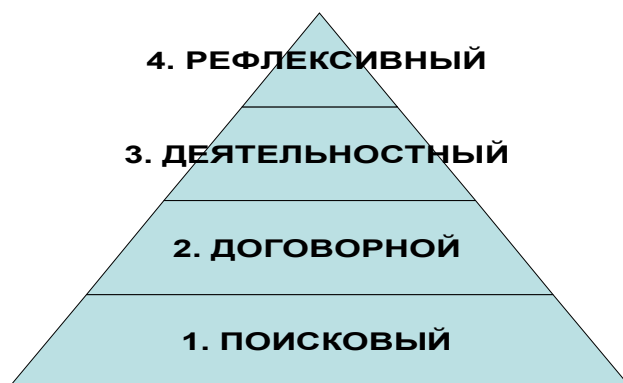 4. РЕФЛЕКСИВНЫЙ
3. ДЕЯТЕЛЬНОСТНЫЙ
2. ДОГОВОРНОЙ
1. ПОИСКОВЫЙ